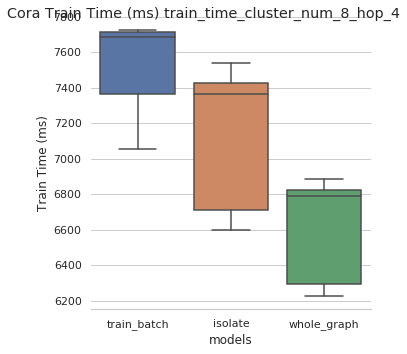 Cora Train Time (ms) train_time_cluster_num_8_hop_4
7800
7600
7400
7200
7000
6800
6600
6400
6200
Train Time (ms)
train_batch isolate whole_graph
models